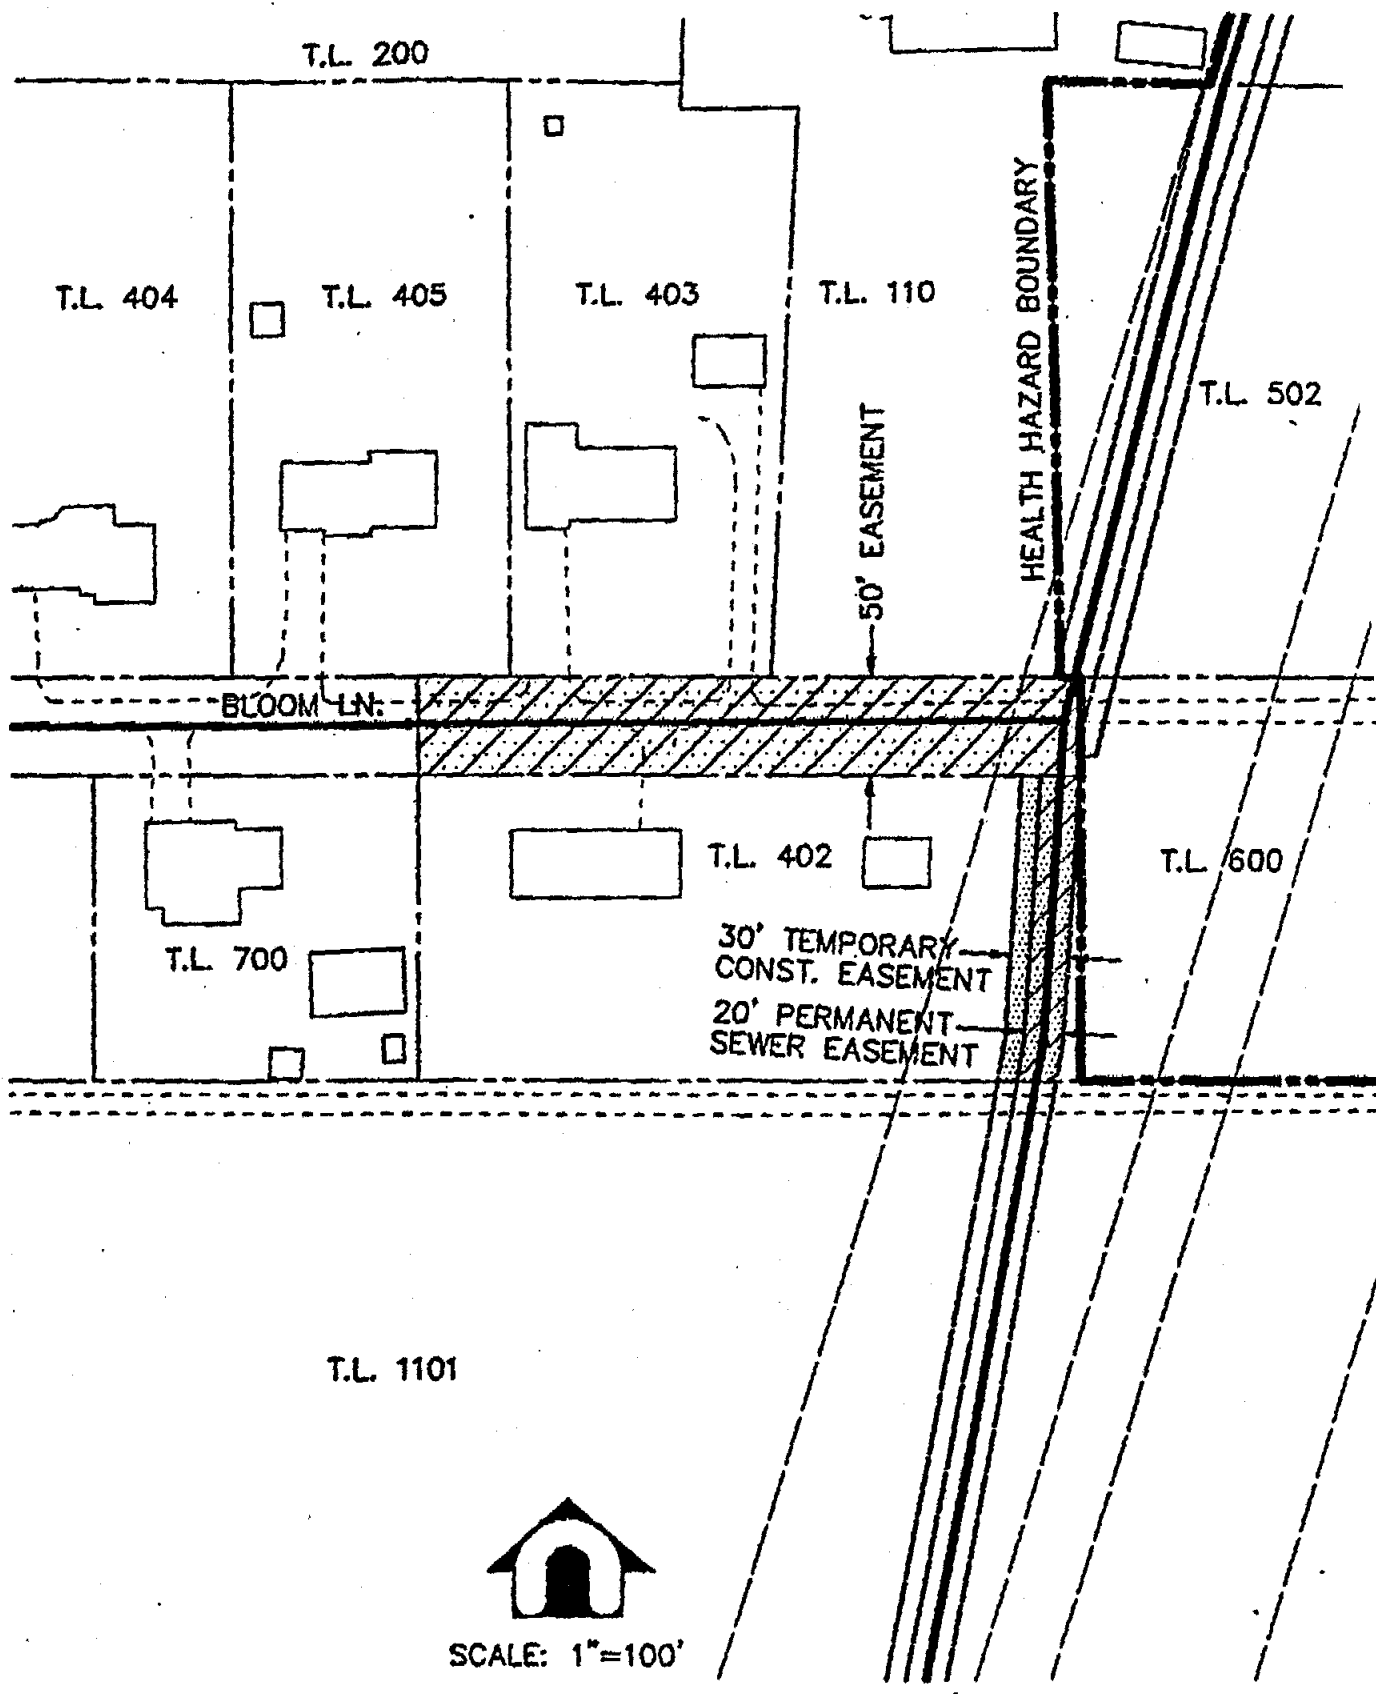 T.L. 200
T.L. 404
T.L. 405
T.L. 403
T.L. 110
HEALTH HAZARD BOUNDARY
T.L. 502
50' EASEMENT
BLOOM LN.
T.L. 402
T.L. 600
30' TEMPORARY
CONST. EASEMENT
T.L. 700
20' PERMANENT
SEWER EASEMENT
T.L. 1101
SCALE: 1"=100'